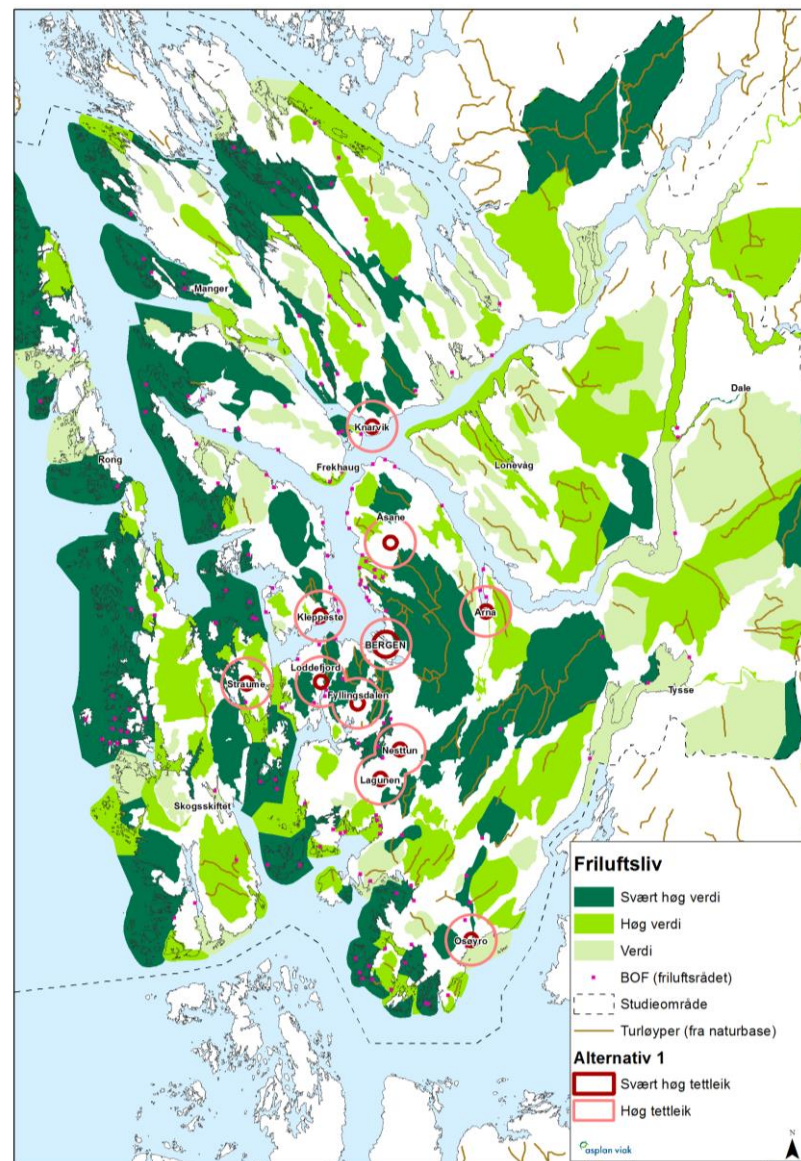 Manger
Dale
Knarvik
Rong
Frekhaug
Lonevåg
Åsane
Arna
Kleppestø
BERGEN
Loddefjord
Straume
Fyllingsdalen
Tysse
Nesttun
Lagunen
Skogsskiftet
Osøyro
Friluftsliv
Svært høg verdi
Høg verdi
Verdi
BOF (friluftsrådet)
Studieområde
Turløyper (fra naturbase)
Alternativ 1
Svært høg tettleik
Høg tettleik
asplan viak
N